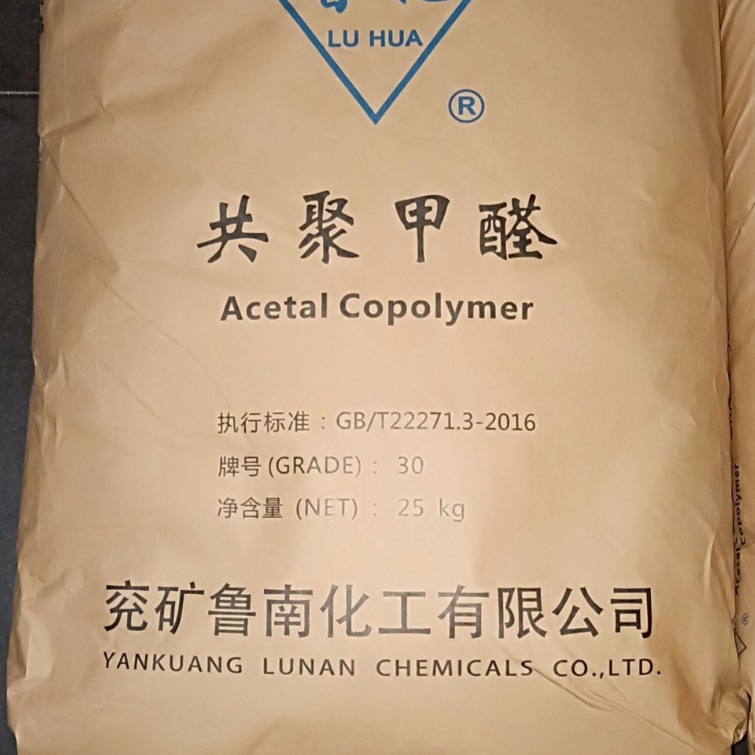 LU HUA
®
共聚甲醛
Acetal Copolymer
执行标准：GB/T22271.3-2016
牌号(GRADE)： 30
净含量 (NET)： 25 kg
兖矿鲁南化工有限公司
YANKUANG LUNAN CHEMICALS CO.,LTD.